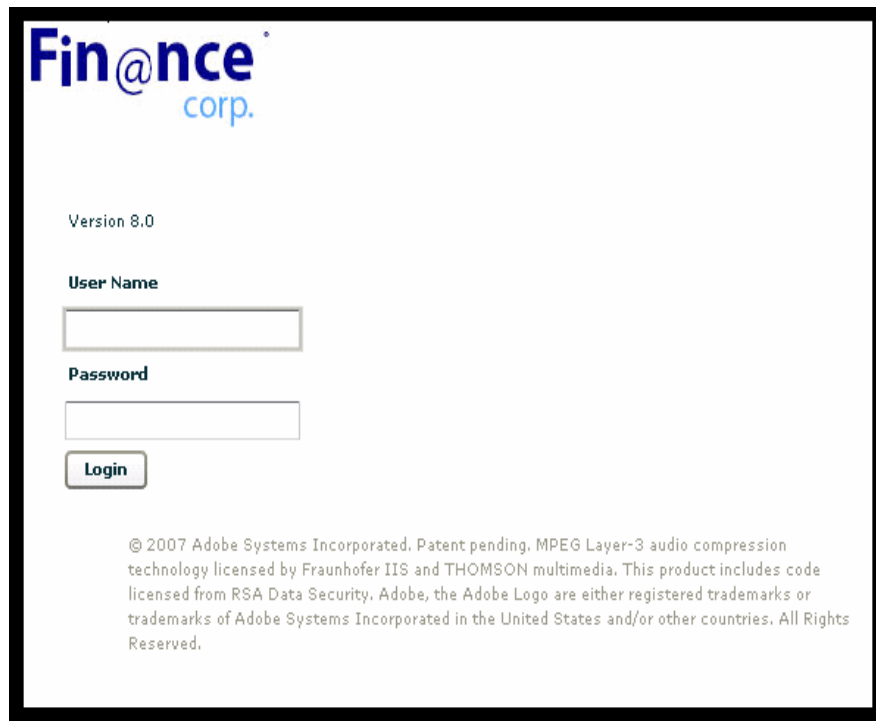 Fin@nce
corp.
Version 8.0
User Name
Password
Login
© 2007 Adobe Systems Incorporated. Patent pending. MPEG Layer-3 audio compression
technology licensed by Fraunhofer IIS and THOMSON multimedia. This product includes code
licensed from RSA Data Security. Adobe, the Adobe Logo are either registered trademarks or
trademarks of Adobe Systems Incorporated in the United States and/or other countries. All Rights
Reserved.